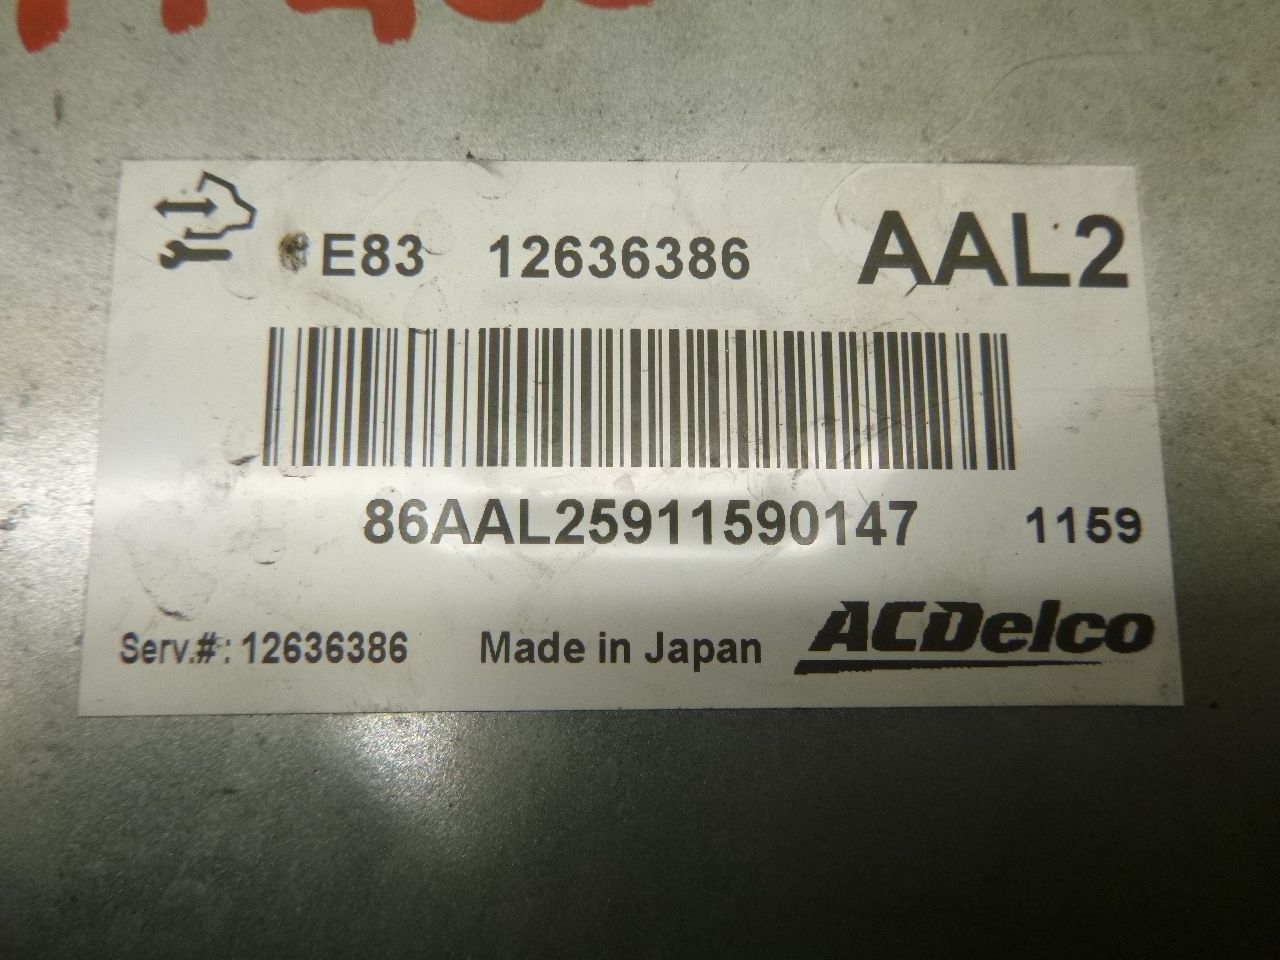 E83 12636386 AAL2
86AAL25911590147 1159
Serv.#: 12636386 Made in Japan ACDelco